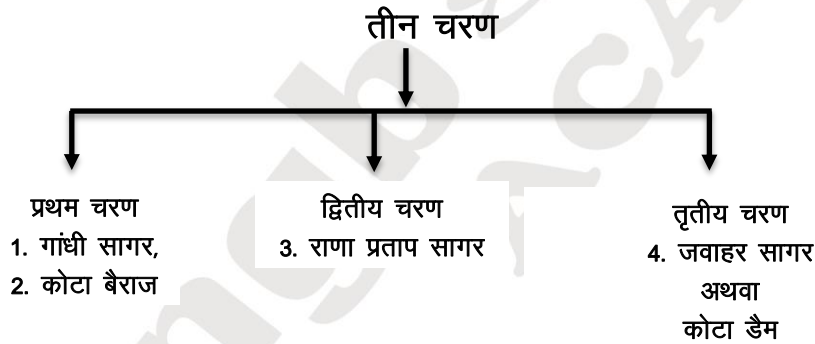 तीन चरण
प्रथम चरण
1. गांधी सागर,
2. कोटा बैराज
द्वितीय चरण
3. राणा प्रताप सागर
तृतीय चरण
4. जवाहर सागर
अथवा
कोटा डैम